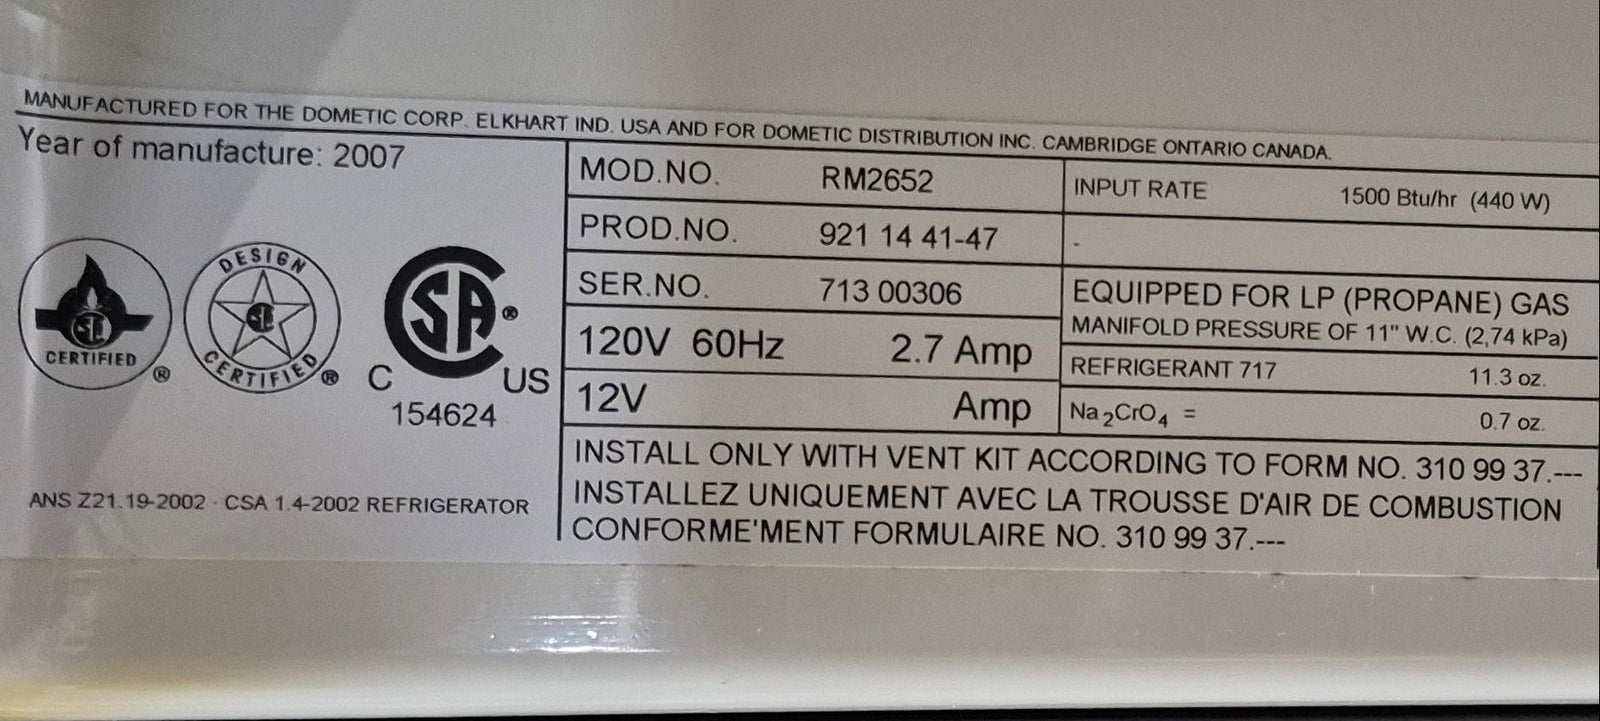 MANUFACTURED FOR THE DOMETIC CORP. ELKHART IND. USA AND FOR DOMETIC DISTRIBUTION INC. CAMBRIDGE ONTARIO CANADA.
Year of manufacture: 2007
CERTIFIED ®
DESIGN
CERTIFIED ®
SA ®
C US
154624
ANS Z21.19-2002 · CSA 1.4-2002 REFRIGERATOR
MOD.NO. RM2652
PROD.NO. 921 14 41-47
SER.NO. 713 00306
120V 60Hz 2.7 Amp
12V Amp
INPUT RATE 1500 Btu/hr (440 W)
-
EQUIPPED FOR LP (PROPANE) GAS
MANIFOLD PRESSURE OF 11" W.C. (2,74 kPa)
REFRIGERANT 717 11.3 oz.
Na₂CrO₄ = 0.7 oz.
INSTALL ONLY WITH VENT KIT ACCORDING TO FORM NO. 310 99 37.---
INSTALLEZ UNIQUEMENT AVEC LA TROUSSE D'AIR DE COMBUSTION
CONFORME'MENT FORMULAIRE NO. 310 99 37.---